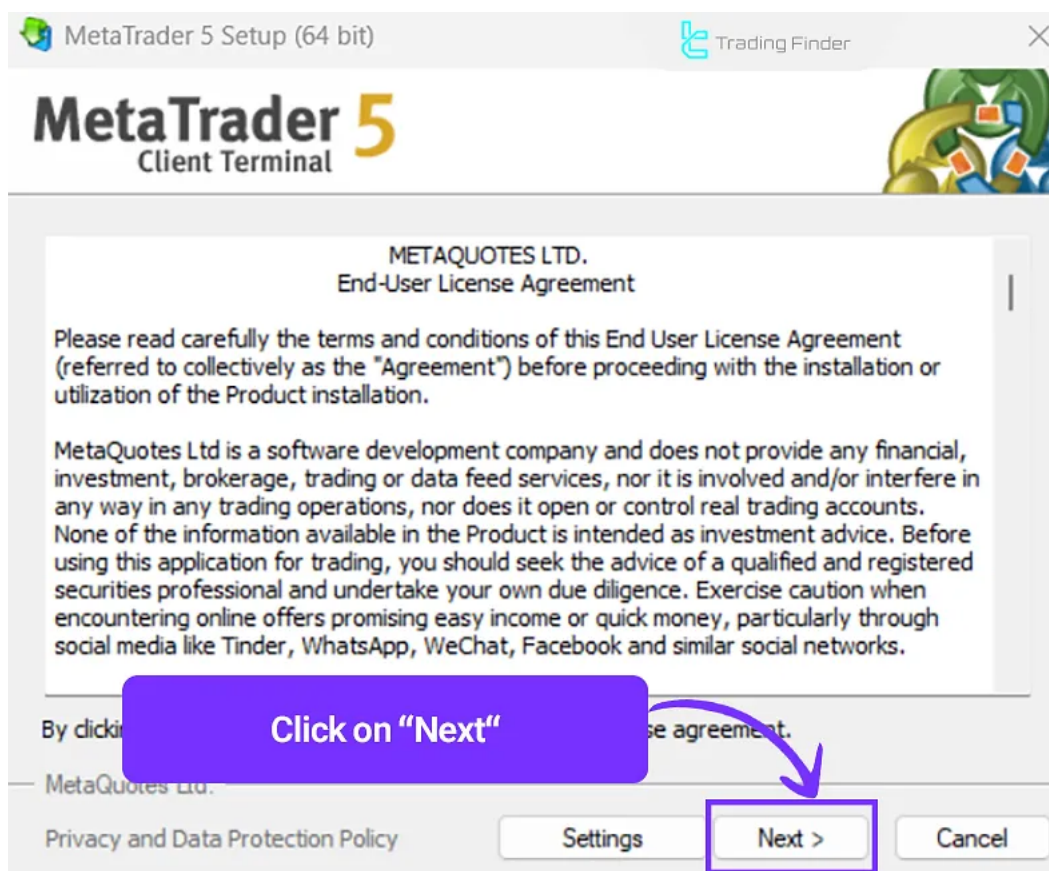 MetaTrader 5 Setup (64 bit)
Trading Finder
MetaTrader 5
Client Terminal
METAQUOTES LTD.
End-User License Agreement
Please read carefully the terms and conditions of this End User License Agreement
(referred to collectively as the "Agreement") before proceeding with the installation or
utilization of the Product installation.
MetaQuotes Ltd is a software development company and does not provide any financial,
investment, brokerage, trading or data feed services, nor it is involved and/or interfere in
any way in any trading operations, nor does it open or control real trading accounts.
None of the information available in the Product is intended as investment advice. Before
using this application for trading, you should seek the advice of a qualified and registered
securities professional and undertake your own due diligence. Exercise caution when
encountering online offers promising easy income or quick money, particularly through
social media like Tinder, WhatsApp, WeChat, Facebook and similar social networks.
By agreement.
Click on “Next“
MetaQuotes Ltd.
Privacy and Data Protection Policy
Settings
Next >
Cancel